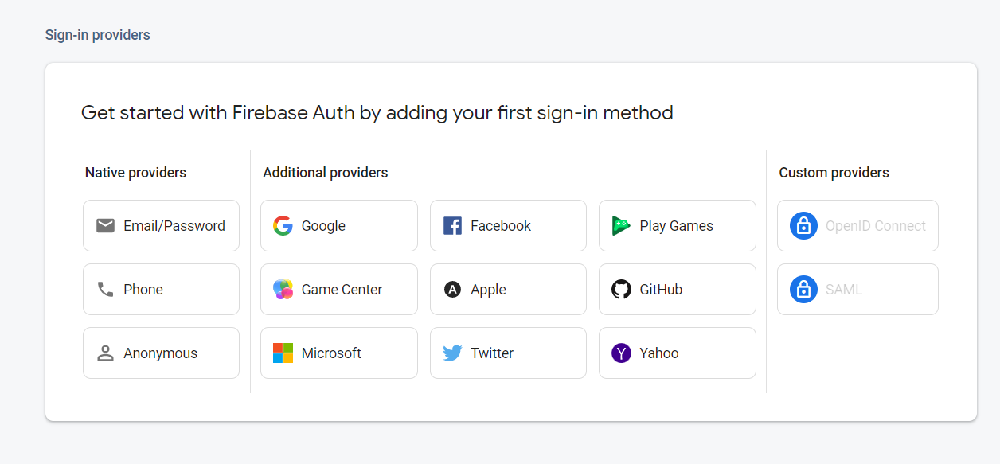 Sign-in providers
Get started with Firebase Auth by adding your first sign-in method
Native providers
Additional providers
Custom providers
Email/Password
Google
Facebook
Play Games
OpenID Connect
Phone
Game Center
Apple
GitHub
SAML
Anonymous
Microsoft
Twitter
Yahoo